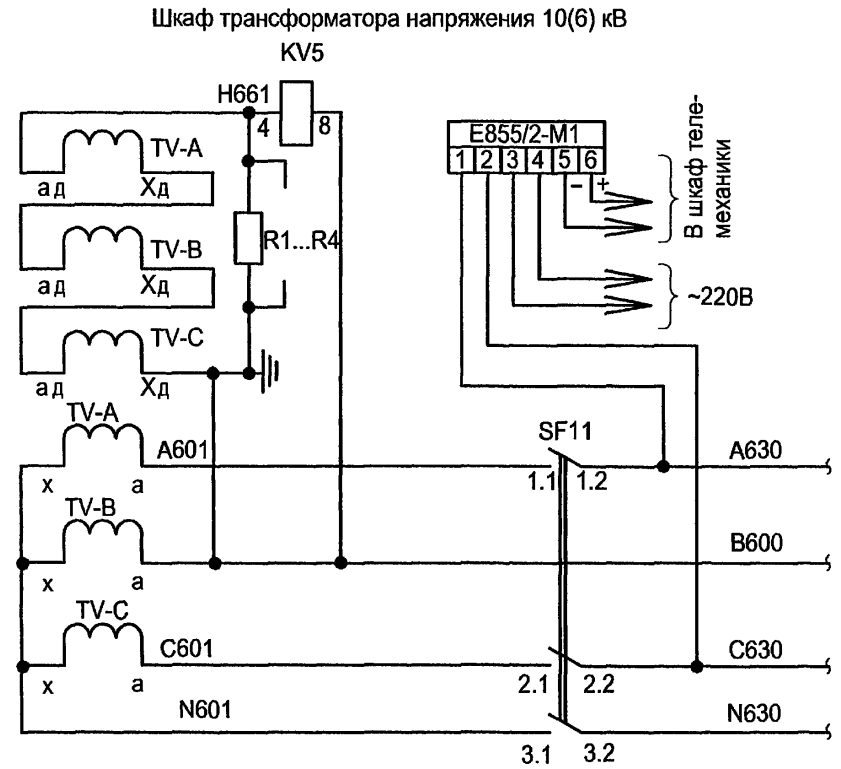 Шкаф трансформатора напряжения 10(6) кВ
KV5
H661
4
8
TV-A
aд
Xд
TV-B
aд
Xд
TV-C
aд
Xд
R1...R4
E855/2-M1
1 2 3 4 5 6
– +
В шкаф теле-
механики
~220В
TV-A
A601
x
a
SF11
1.1
1.2
A630
TV-B
x
a
B600
TV-C
C601
x
a
2.1
2.2
C630
N601
3.1
3.2
N630